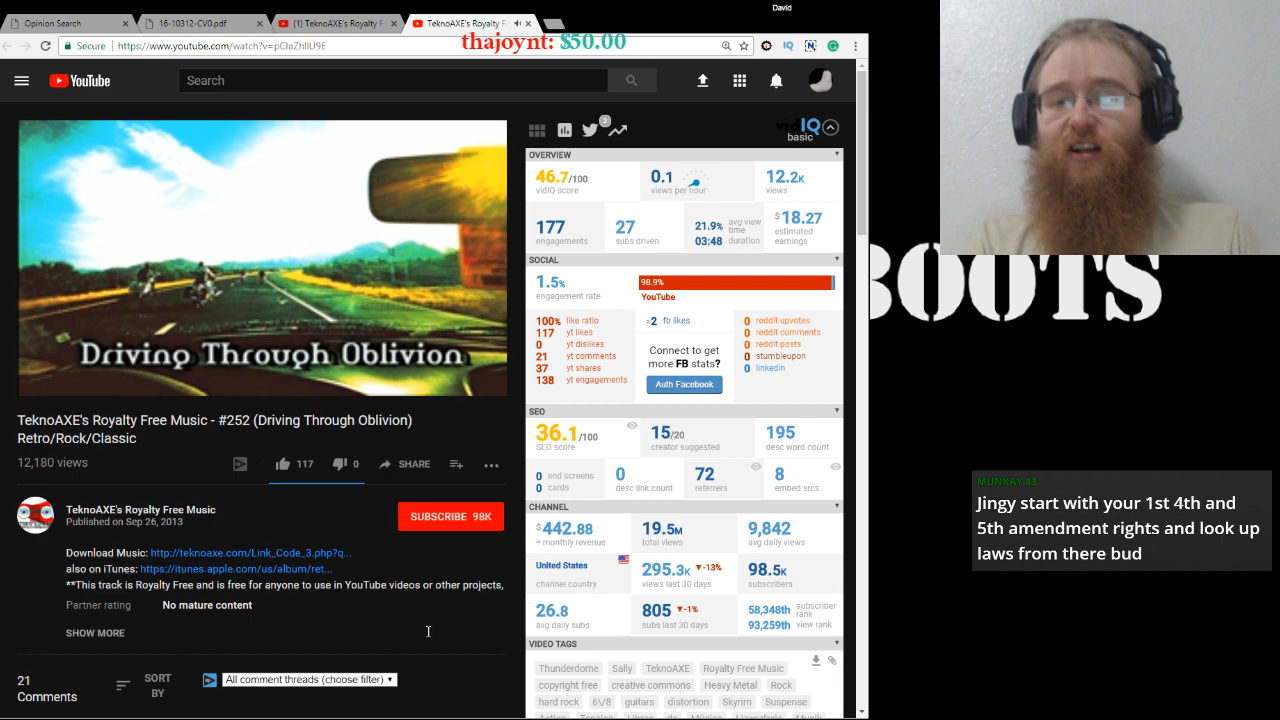 David
Opinion Search
16-10312-CV0.pdf
(1) TeknoAXE's Royalty F
TeknoAXE's Royalty Fre
Secure
https://www.youtube.com/watch?v=pCIaZhIIU9E
thajoynt: $50.00
IQ
N
YouTube
Search
Driving Through Oblivion
TeknoAXE's Royalty Free Music - #252 (Driving Through Oblivion)
Retro/Rock/Classic
12,180 views
117
0
SHARE
TeknoAXE's Royalty Free Music
Published on Sep 26, 2013
SUBSCRIBE 98K
Download Music: http://teknoaxe.com/Link_Code_3.php?q...
also on iTunes: https://itunes.apple.com/us/album/ret...
**This track is Royalty Free and is free for anyone to use in YouTube videos or other projects,
Partner rating No mature content
SHOW MORE
21
Comments
SORT
BY
All comment threads (choose filter)
2
vidIQ
basic
OVERVIEW
46.7/100
vidIQ score
0.1
views per hour
12.2K
views
177
engagements
27
subs driven
21.9% avg view time
03:48 duration
$18.27
estimated
earnings
SOCIAL
1.5%
engagement rate
98.9%
YouTube
100% like ratio
117 yt likes
0 yt dislikes
21 yt comments
37 yt shares
138 yt engagements
≈2 fb likes
Connect to get
more FB stats?
Auth Facebook
0 reddit upvotes
0 reddit comments
0 reddit posts
0 stumbleupon
0 linkedin
SEO
36.1/100
SEO score
15/20
creator suggested
195
desc word count
0 end screens
0 cards
0
desc link count
72
referrers
8
embed srcs
CHANNEL
$442.88
≈ monthly revenue
19.5M
total views
9,842
avg daily views
United States
channel country
295.3K -13%
views last 30 days
98.5K
subscribers
26.8
avg daily subs
805 -1%
subs last 30 days
58,348th subscriber rank
93,259th view rank
VIDEO TAGS
Thunderdome Sally TeknoAXE Royalty Free Music
copyright free creative commons Heavy Metal Rock
hard rock 6\/8 guitars distortion Skyrim Suspense
BOOTS
MUNKAY 83
Jingy start with your 1st 4th and
5th amendment rights and look up
laws from there bud